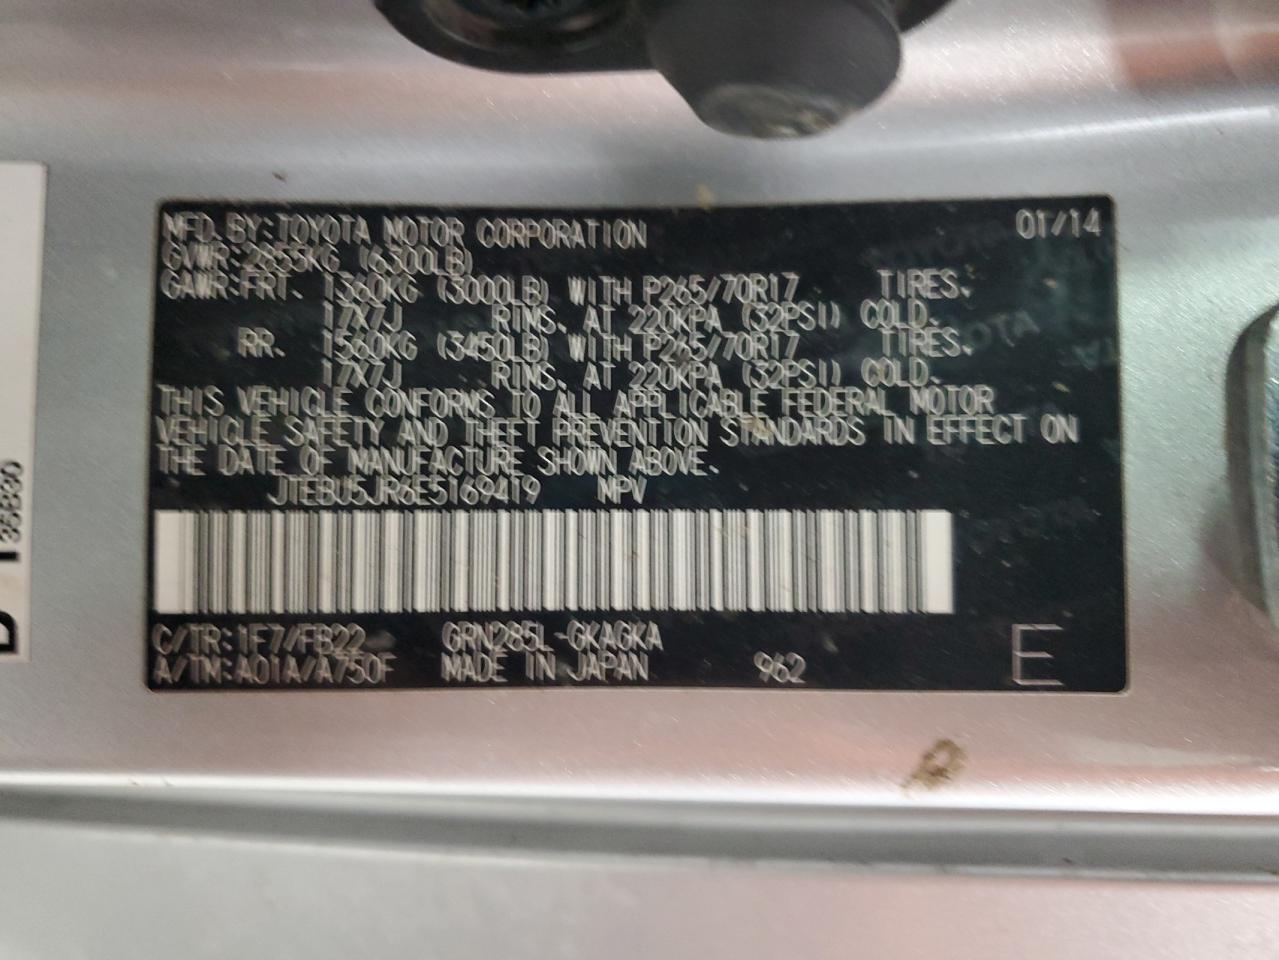 MFD. BY: TOYOTA MOTOR CORPORATION 01/14
GVWR: 2855KG (6300LB)
GAWR: FRT. 1360KG (3000LB) WITH P265/70R17 TIRES,
17X7J RIMS, AT 220KPA (32PSI) COLD.
RR. 1560KG (3450LB) WITH P265/70R17 TIRES,
17X7J RIMS, AT 220KPA (32PSI) COLD.
THIS VEHICLE CONFORMS TO ALL APPLICABLE FEDERAL MOTOR
VEHICLE SAFETY AND THEFT PREVENTION STANDARDS IN EFFECT ON
THE DATE OF MANUFACTURE SHOWN ABOVE.
JTEBU5JR6E5169419 MPV
C/TR: 1F7//FB22 GRN285L-GKAGKA
A/TM: A01A/A750F MADE IN JAPAN 962 E
35B30